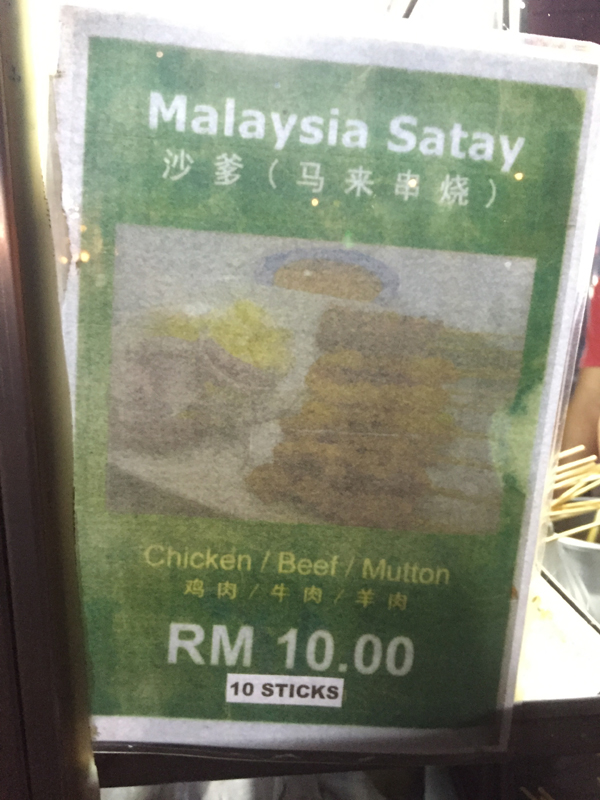 Malaysia Satay
沙爹（马来串烧）
Chicken / Beef / Mutton
鸡肉/牛肉/羊肉
RM 10.00
10 STICKS